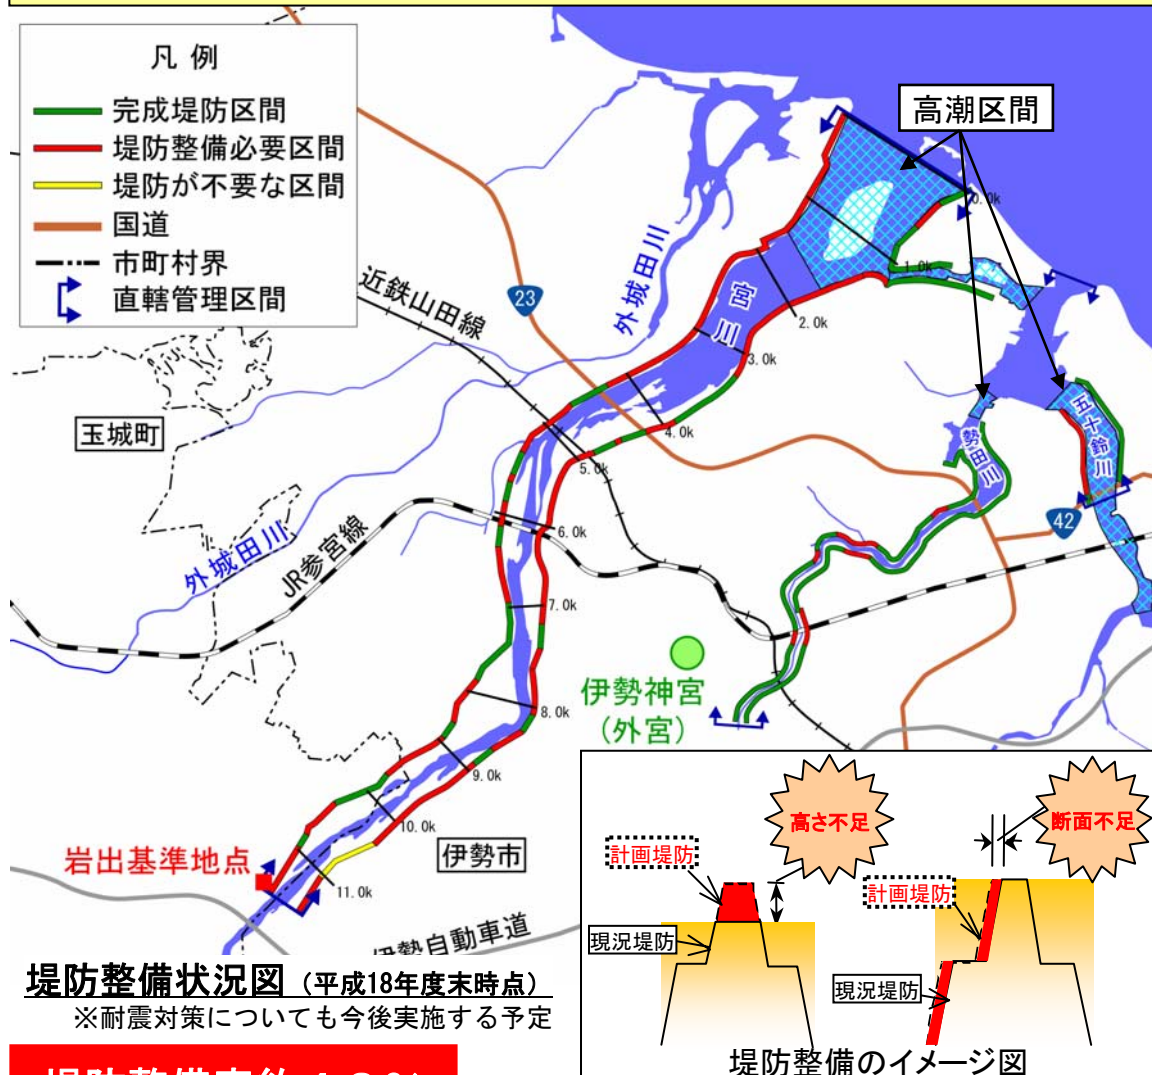 凡 例
完成堤防区間
堤防整備必要区間
堤防が不要な区間
国道
市町村界
直轄管理区間
高潮区間
外城田川
近鉄山田線
23
宮川
0.0k
1.0k
2.0k
3.0k
4.0k
5.0k
6.0k
7.0k
8.0k
9.0k
10.0k
11.0k
玉城町
外城田川
JR参宮線
勢田川
五十鈴川
42
伊勢神宮
(外宮)
伊勢市
岩出基準地点
伊勢自動車道
堤防整備状況図 (平成18年度末時点)
※耐震対策についても今後実施する予定
高さ不足
計画堤防
現況堤防
断面不足
計画堤防
現況堤防
堤防整備のイメージ図
堤防整備率約